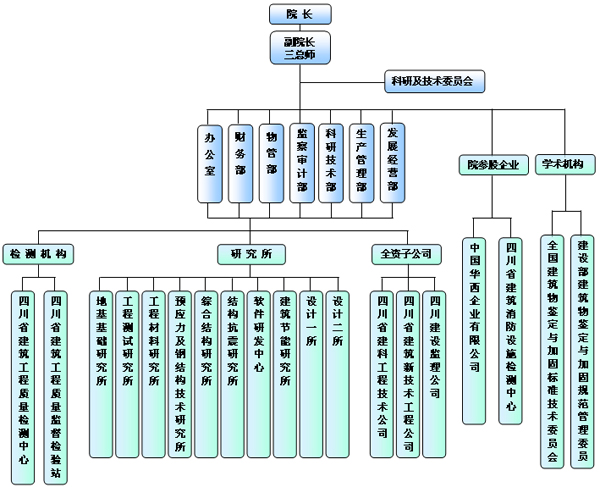 院 长
副院长
三总师
科研及技术委员会
办公室
财务部
物管部
监察审计部
科研技术部
生产管理部
发展经营部
院参股企业
学术机构
检测机构
研究所
全资子公司
四川省建筑工程质量检测中心
四川省建筑工程质量监督检验站
地基基础研究所
工程测试研究所
工程材料研究所
预应力及钢结构技术研究所
综合结构研究所
结构抗震研究所
软件研发中心
建筑节能研究所
设计一所
设计二所
四川省建科工程技术公司
四川省建筑新技术工程公司
四川建设监理公司
中国华西企业有限公司
四川省建筑消防设施检测中心
全国建筑物鉴定与加固标准技术委员会
建设部建筑物鉴定与加固规范管理委员